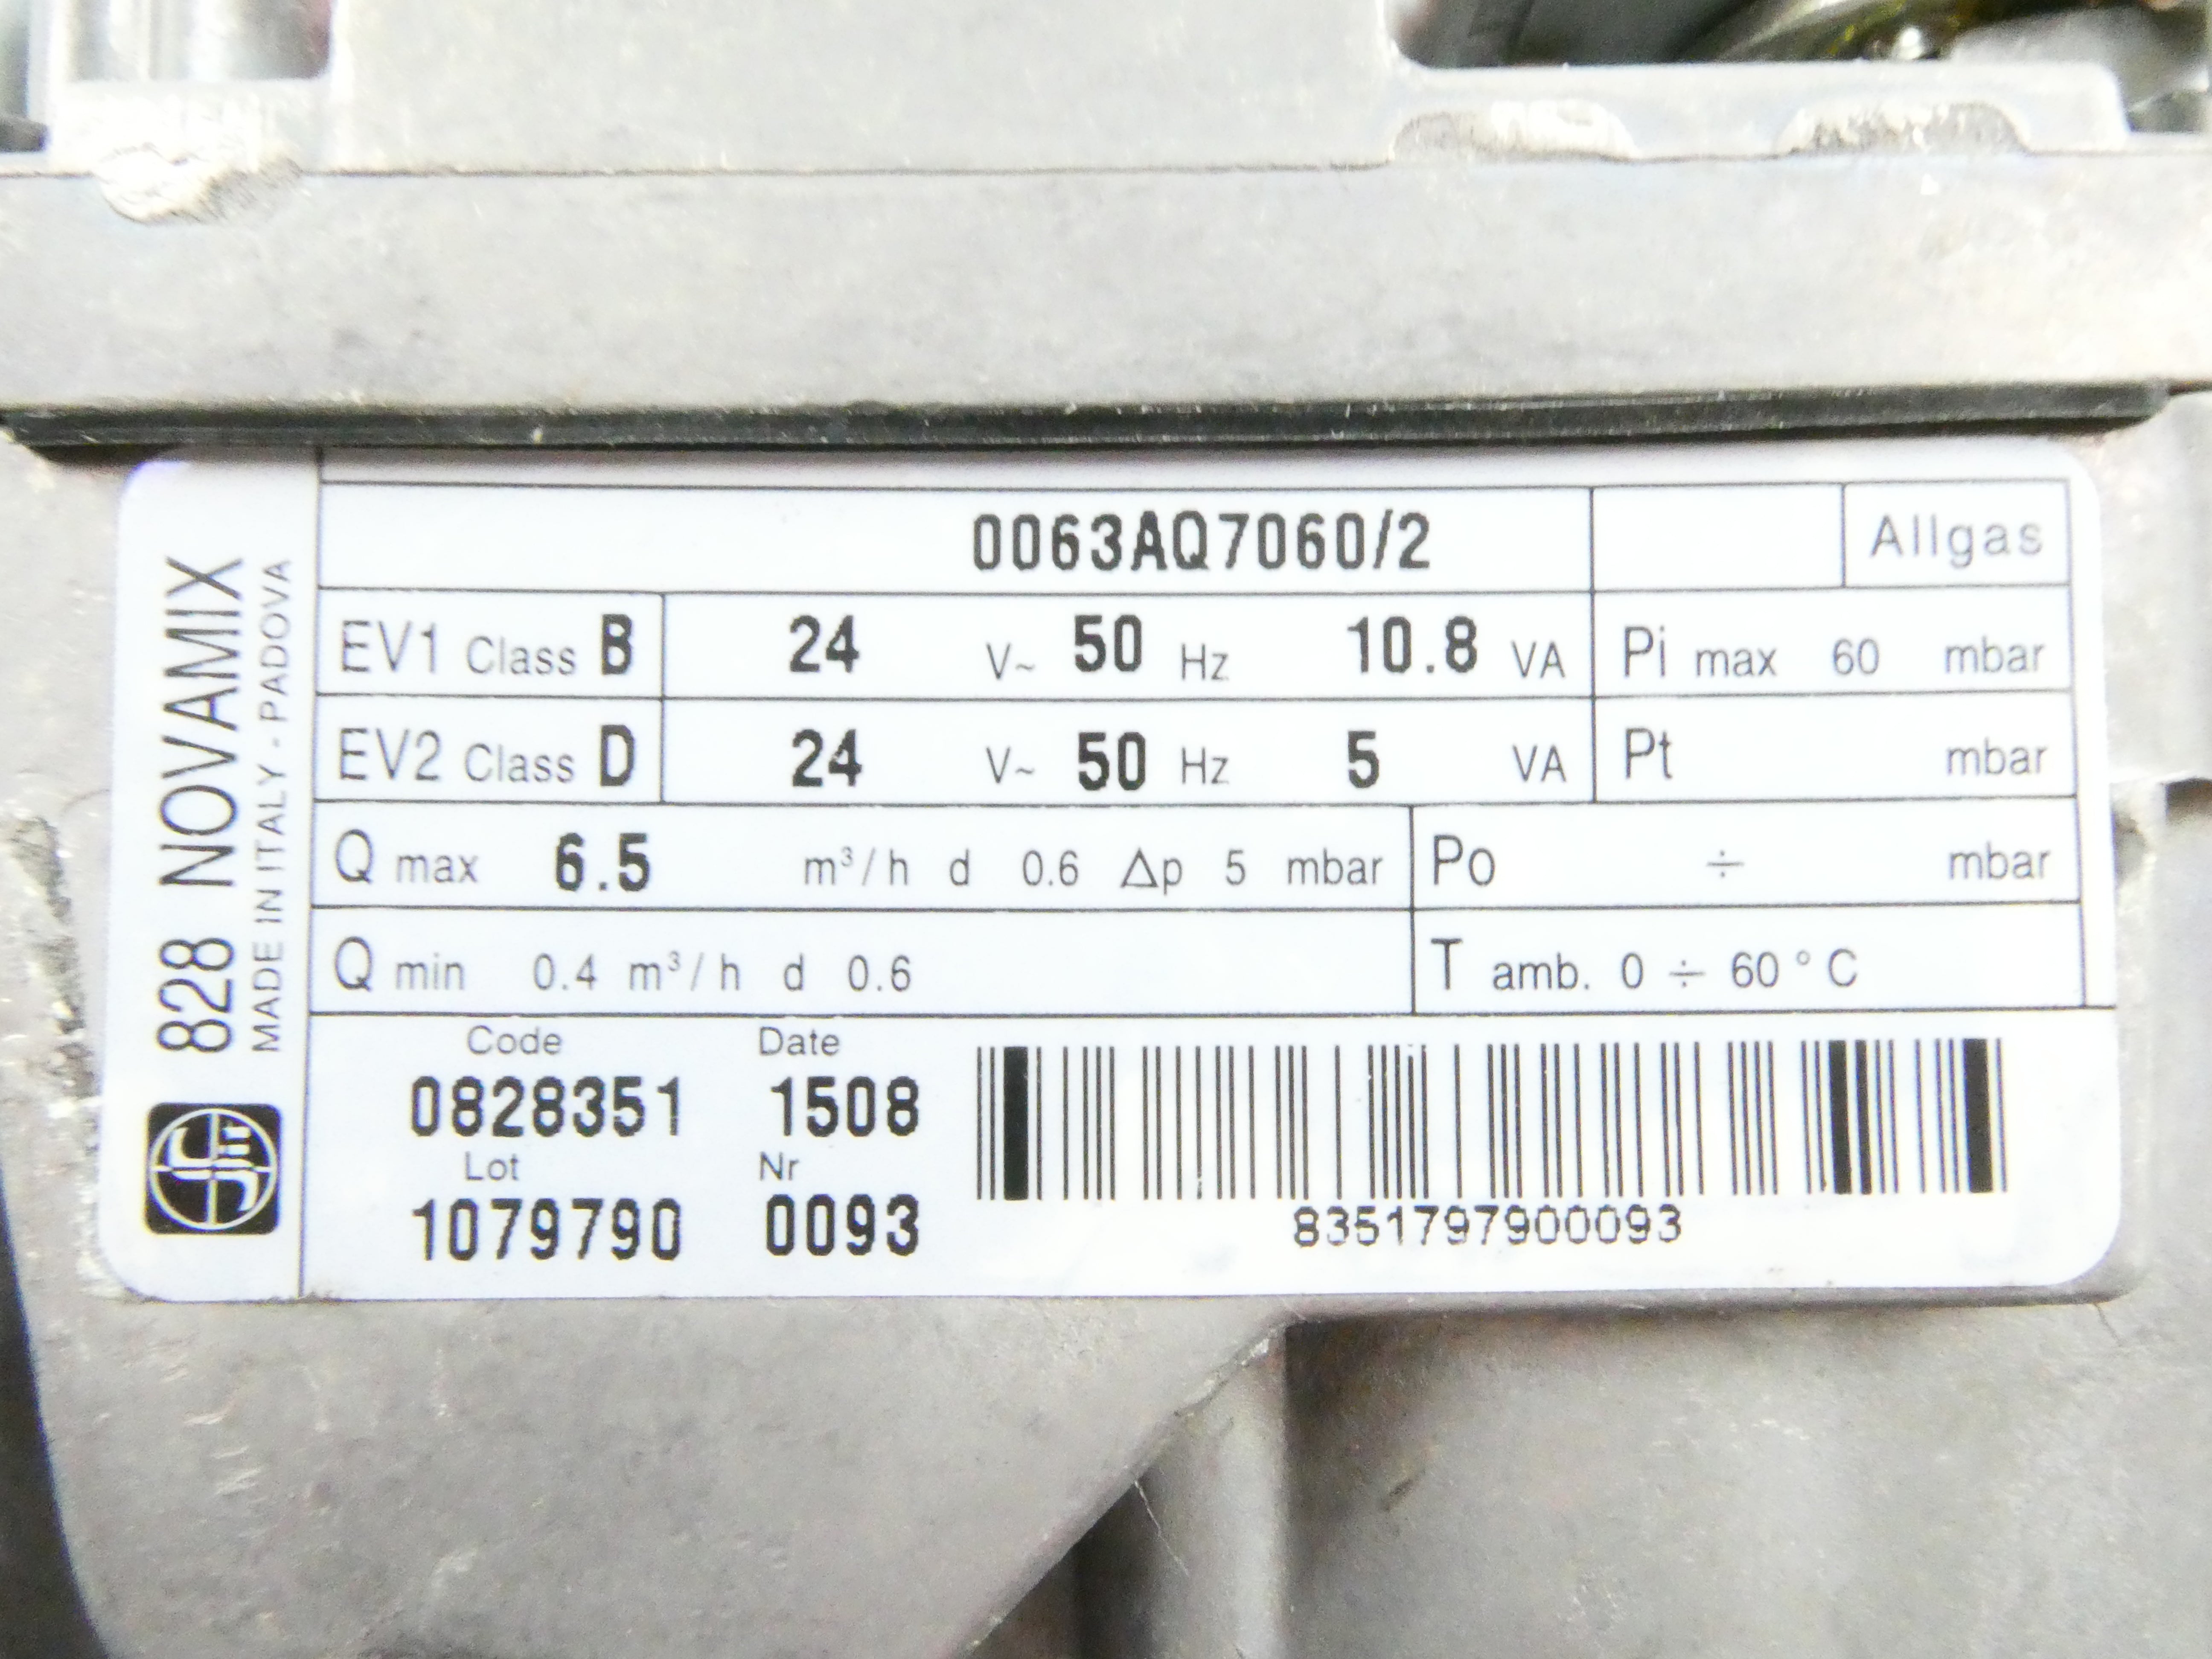 828 NOVAMIX
MADE IN ITALY - PADOVA
0063AQ7060/2 Allgas
EV1 Class B 24 V~ 50 Hz 10.8 VA Pi max 60 mbar
EV2 Class D 24 V~ 50 Hz 5 VA Pt mbar
Q max 6.5 m³/h d 0.6 Δp 5 mbar Po ÷ mbar
Q min 0.4 m³/h d 0.6 T amb. 0 ÷ 60 °C
Code Date
0828351 1508
Lot Nr
1079790 0093
8351797900093